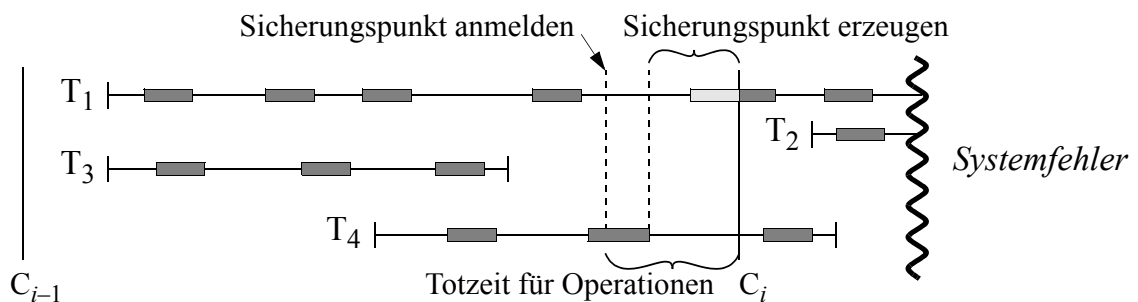 Sicherungspunkt anmelden
Sicherungspunkt erzeugen
T1
T2
T3
Systemfehler
T4
Ci–1
Totzeit für Operationen
Ci